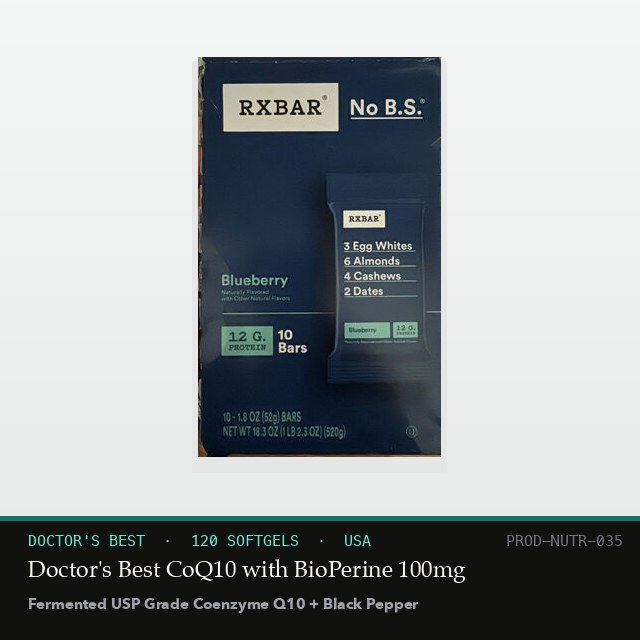 RXBAR® No B.S.®
RXBAR®
3 Egg Whites
6 Almonds
4 Cashews
2 Dates
Blueberry
Naturally Flavored
with Other Natural Flavors
Blueberry 12 G.
PROTEIN
12 G.
PROTEIN
10
Bars
10 - 1.8 OZ (52g) BARS
NET WT 18.3 OZ (1 LB 2.3 OZ) (520g)
DOCTOR'S BEST · 120 SOFTGELS · USA
PROD–NUTR–035
Doctor's Best CoQ10 with BioPerine 100mg
Fermented USP Grade Coenzyme Q10 + Black Pepper